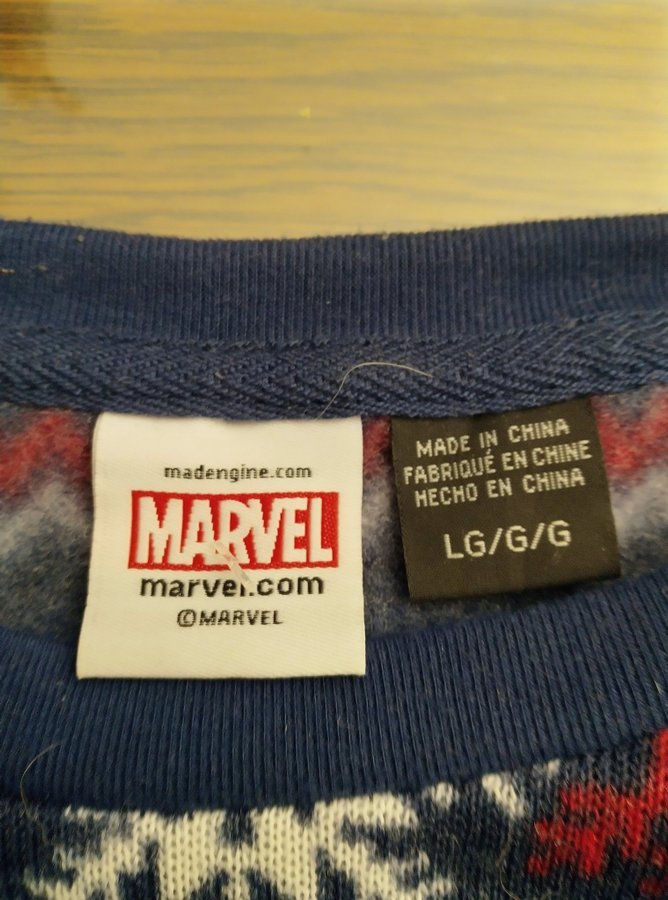 madengine.com
MARVEL
marvel.com
©MARVEL
MADE IN CHINA
FABRIQUÉ EN CHINE
HECHO EN CHINA
LG/G/G